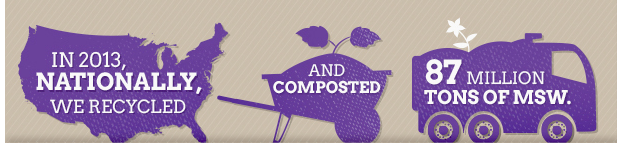 IN 2013,
NATIONALLY,
WE RECYCLED
AND
COMPOSTED
87 MILLION
TONS OF MSW.